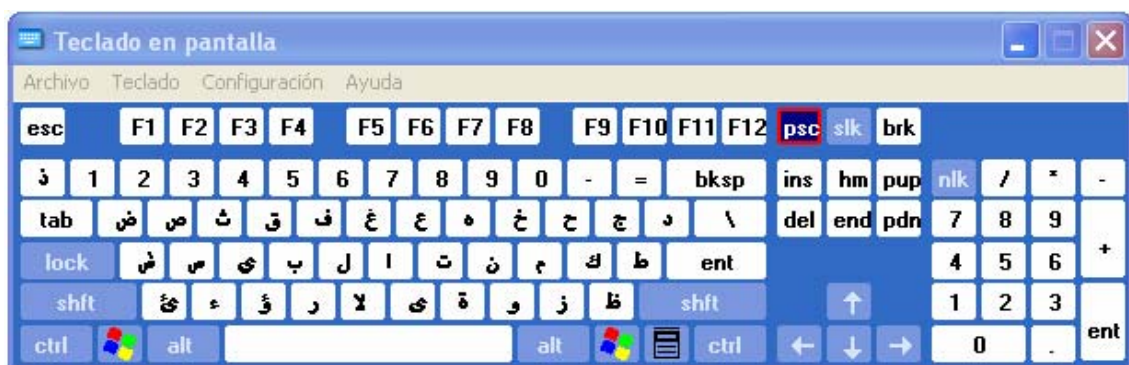 Teclado en pantalla
Archivo Teclado Configuración Ayuda
esc F1 F2 F3 F4 F5 F6 F7 F8 F9 F10 F11 F12 psc slk brk
ذ 1 2 3 4 5 6 7 8 9 0 - = bksp ins hm pup nlk / * -
tab ض ص ث ق ف غ ع ه خ ح ج د \ del end pdn 7 8 9 +
lock ش س ي ب ل ا ت ن م ك ط ent 4 5 6
shft ئ ء ؤ ر لا ى ة و ز ظ shft ↑ 1 2 3 ent
ctrl alt alt ctrl ← ↓ → 0 .